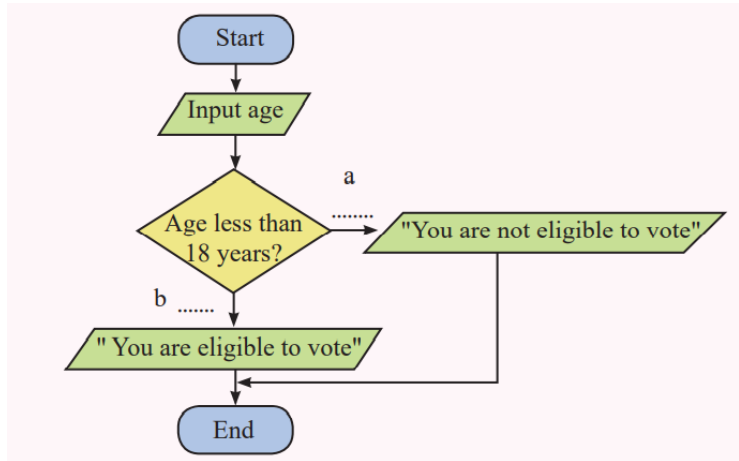 Start
Input age
a
........
Age less than
18 years?
"You are not eligible to vote"
b .......
" You are eligible to vote"
End